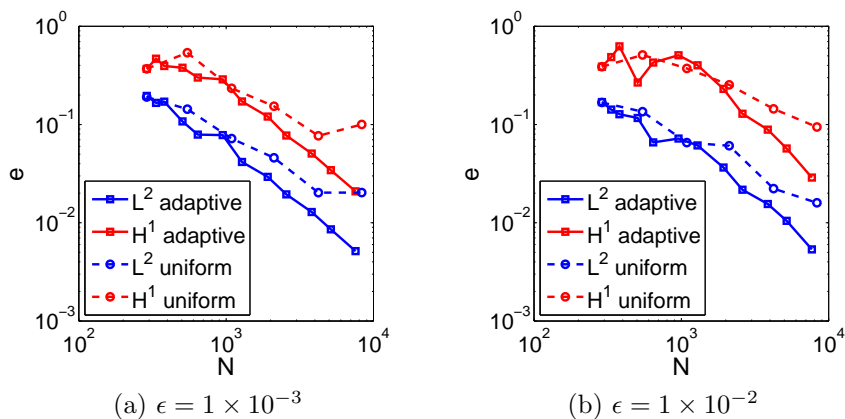 10^0
10^-1
10^-2
10^-3
e
L^2 adaptive
H^1 adaptive
L^2 uniform
H^1 uniform
10^2
10^3
10^4
N
(a) ϵ = 1 × 10^-3
10^0
10^-1
10^-2
10^-3
e
L^2 adaptive
H^1 adaptive
L^2 uniform
H^1 uniform
10^2
10^3
10^4
N
(b) ϵ = 1 × 10^-2